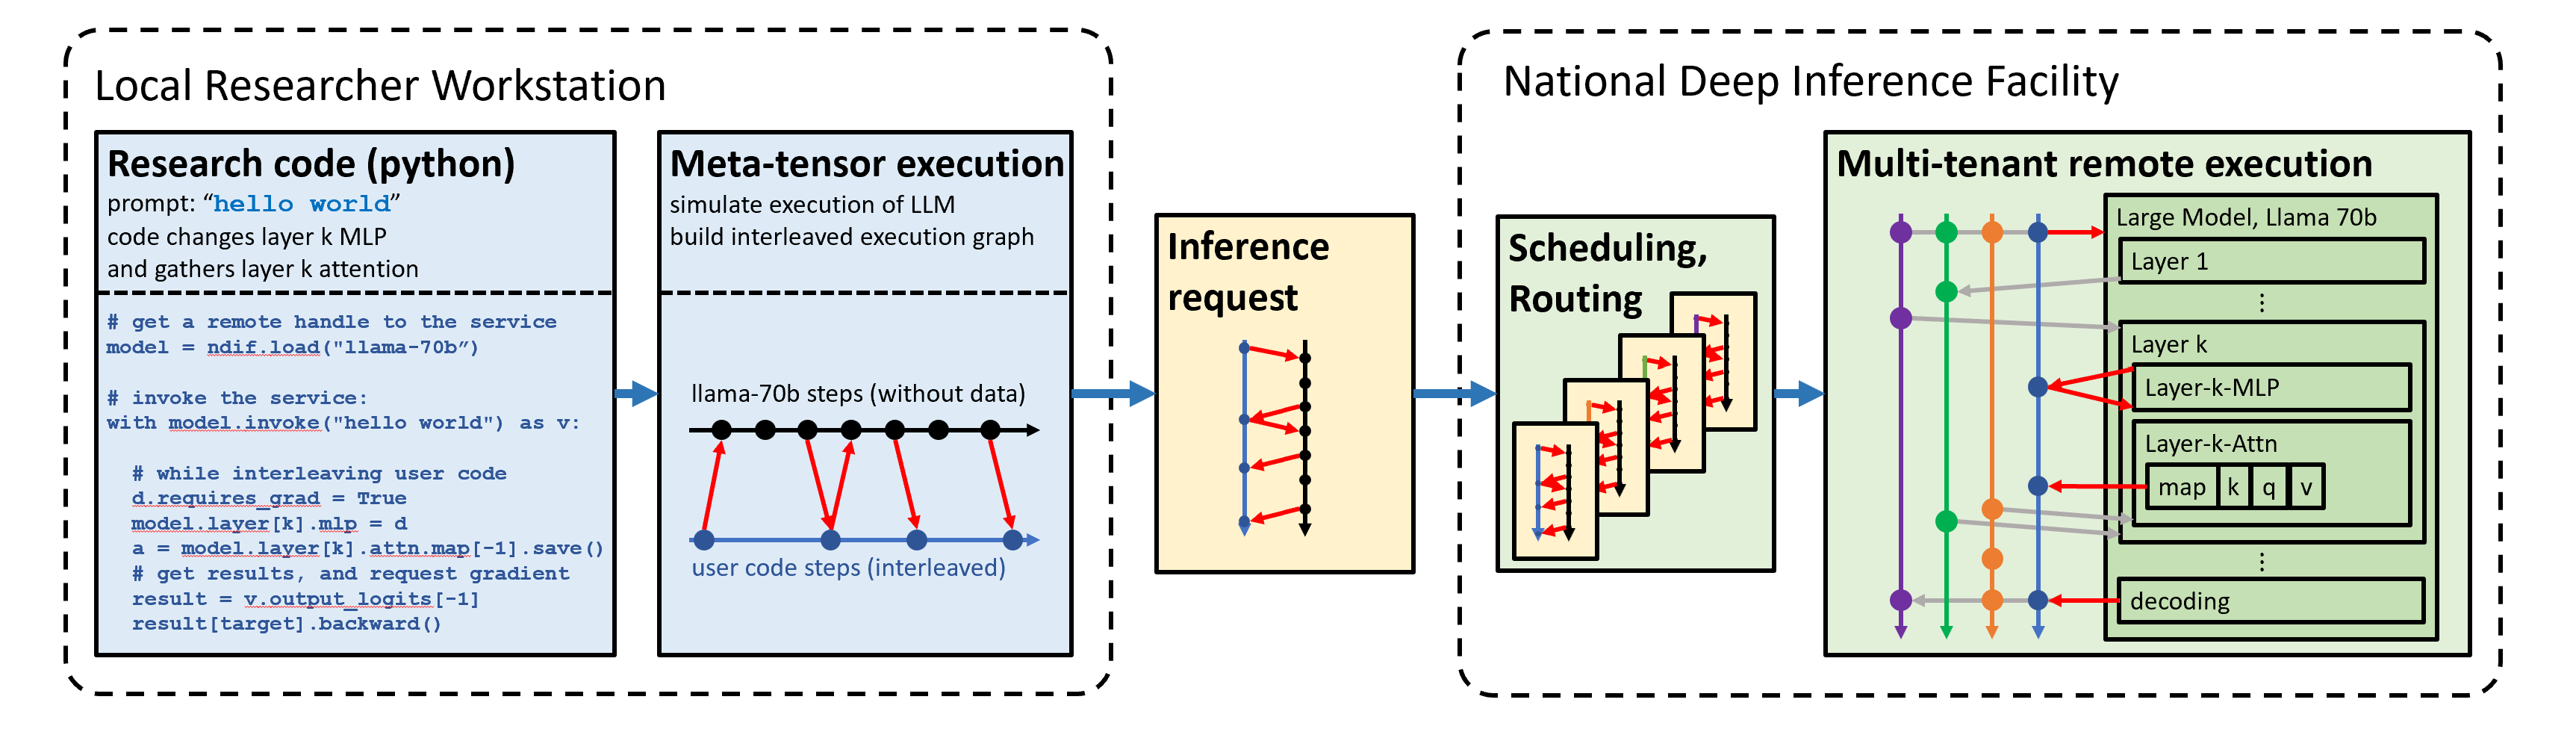 Local Researcher Workstation
Research code (python)
prompt: “hello world”
code changes layer k MLP
and gathers layer k attention
# get a remote handle to the service
model = ndif.load("llama-70b”)
# invoke the service:
with model.invoke("hello world") as v:
# while interleaving user code
d.requires_grad = True
model.layer[k].mlp = d
a = model.layer[k].attn.map[-1].save()
# get results, and request gradient
result = v.output_logits[-1]
result[target].backward()
Meta-tensor execution
simulate execution of LLM
build interleaved execution graph
llama-70b steps (without data)
user code steps (interleaved)
Inference
request
National Deep Inference Facility
Scheduling,
Routing
Multi-tenant remote execution
Large Model, Llama 70b
Layer 1
⋮
Layer k
Layer-k-MLP
Layer-k-Attn
map k q v
⋮
decoding